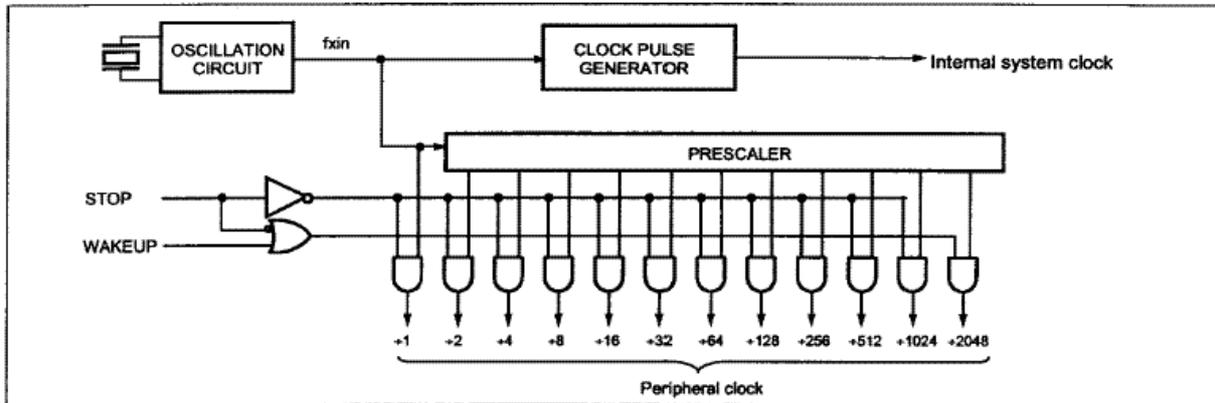 OSCILLATION
CIRCUIT
fxin
CLOCK PULSE
GENERATOR
Internal system clock
PRESCALER
STOP
WAKEUP
÷1 ÷2 ÷4 ÷8 ÷16 ÷32 ÷64 ÷128 ÷256 ÷512 ÷1024 ÷2048
Peripheral clock